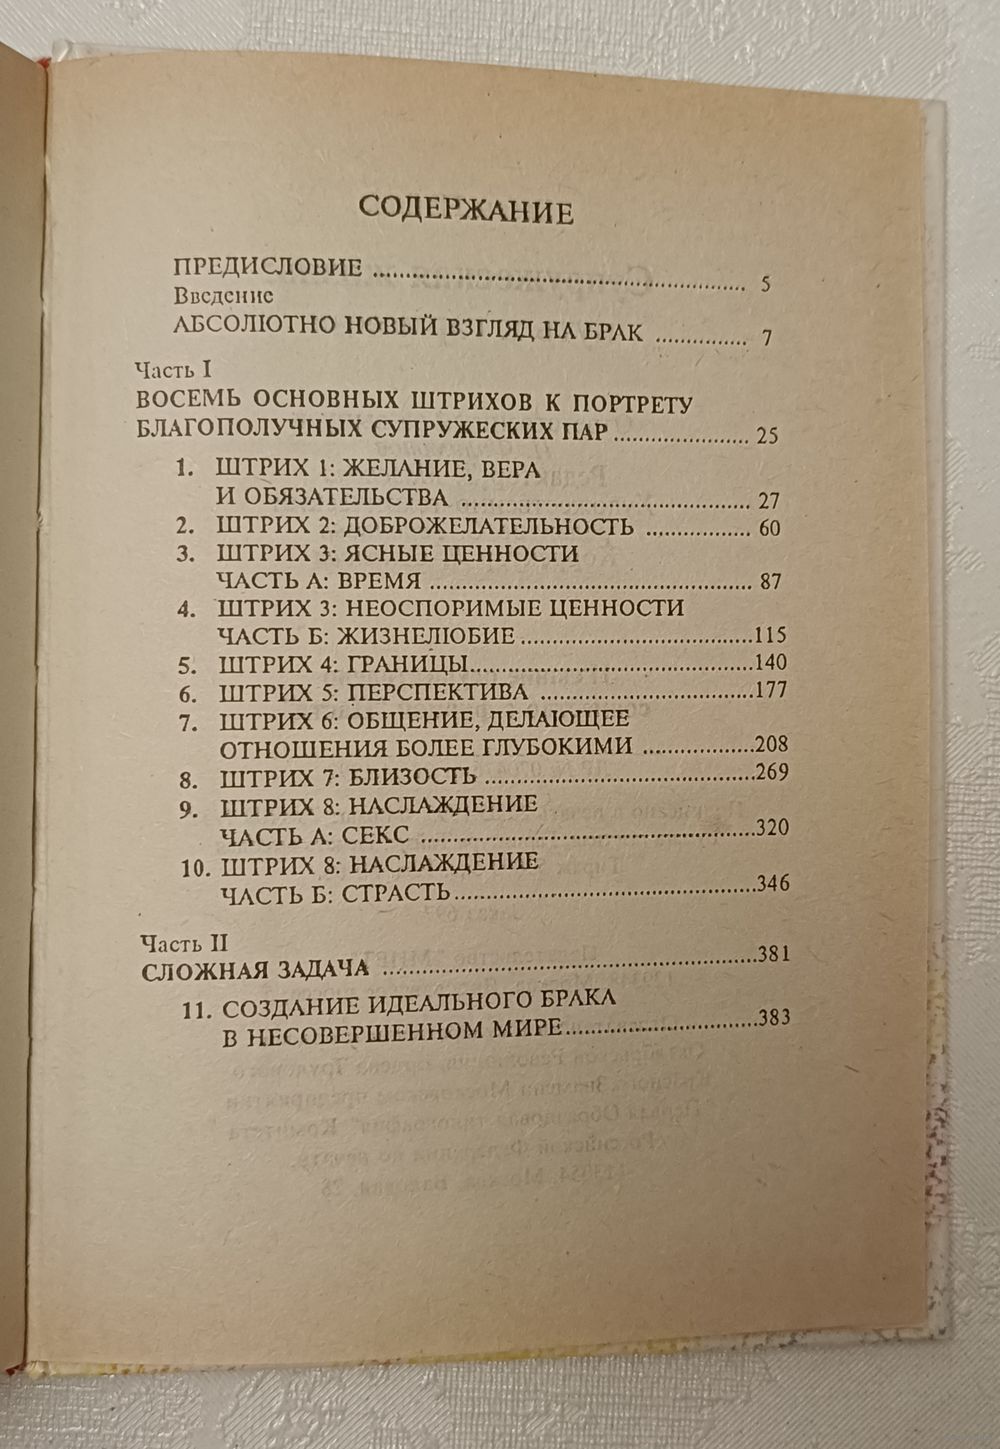 СОДЕРЖАНИЕ
ПРЕДИСЛОВИЕ ........................................................ 5
Введение
АБСОЛЮТНО НОВЫЙ ВЗГЛЯД НА БРАК .............. 7
Часть I
ВОСЕМЬ ОСНОВНЫХ ШТРИХОВ К ПОРТРЕТУ
БЛАГОПОЛУЧНЫХ СУПРУЖЕСКИХ ПАР .................... 25
1. ШТРИХ 1: ЖЕЛАНИЕ, ВЕРА
И ОБЯЗАТЕЛЬСТВА ............................................ 27
2. ШТРИХ 2: ДОБРОЖЕЛАТЕЛЬНОСТЬ ................ 60
3. ШТРИХ 3: ЯСНЫЕ ЦЕННОСТИ
ЧАСТЬ А: ВРЕМЯ ................................................. 87
4. ШТРИХ 3: НЕОСПОРИМЫЕ ЦЕННОСТИ
ЧАСТЬ Б: ЖИЗНЕЛЮБИЕ ...................................115
5. ШТРИХ 4: ГРАНИЦЫ...........................................140
6. ШТРИХ 5: ПЕРСПЕКТИВА .................................177
7. ШТРИХ 6: ОБЩЕНИЕ, ДЕЛАЮЩЕЕ
ОТНОШЕНИЯ БОЛЕЕ ГЛУБОКИМИ .................208
8. ШТРИХ 7: БЛИЗОСТЬ .........................................269
9. ШТРИХ 8: НАСЛАЖДЕНИЕ
ЧАСТЬ А: СЕКС ...................................................320
10. ШТРИХ 8: НАСЛАЖДЕНИЕ
ЧАСТЬ Б: СТРАСТЬ..............................................346
Часть II
СЛОЖНАЯ ЗАДАЧА .........................................................381
11. СОЗДАНИЕ ИДЕАЛЬНОГО БРАКА
В НЕСОВЕРШЕННОМ МИРЕ.............................383